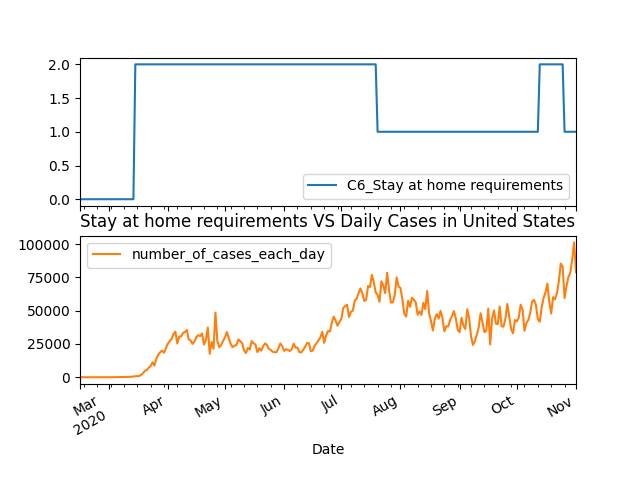 2.0
1.5
1.0
0.5
0.0
C6_Stay at home requirements
Stay at home requirements VS Daily Cases in United States
100000
75000
50000
25000
0
number_of_cases_each_day
Mar
2020
Apr
May
Jun
Jul
Aug
Sep
Oct
Nov
Date